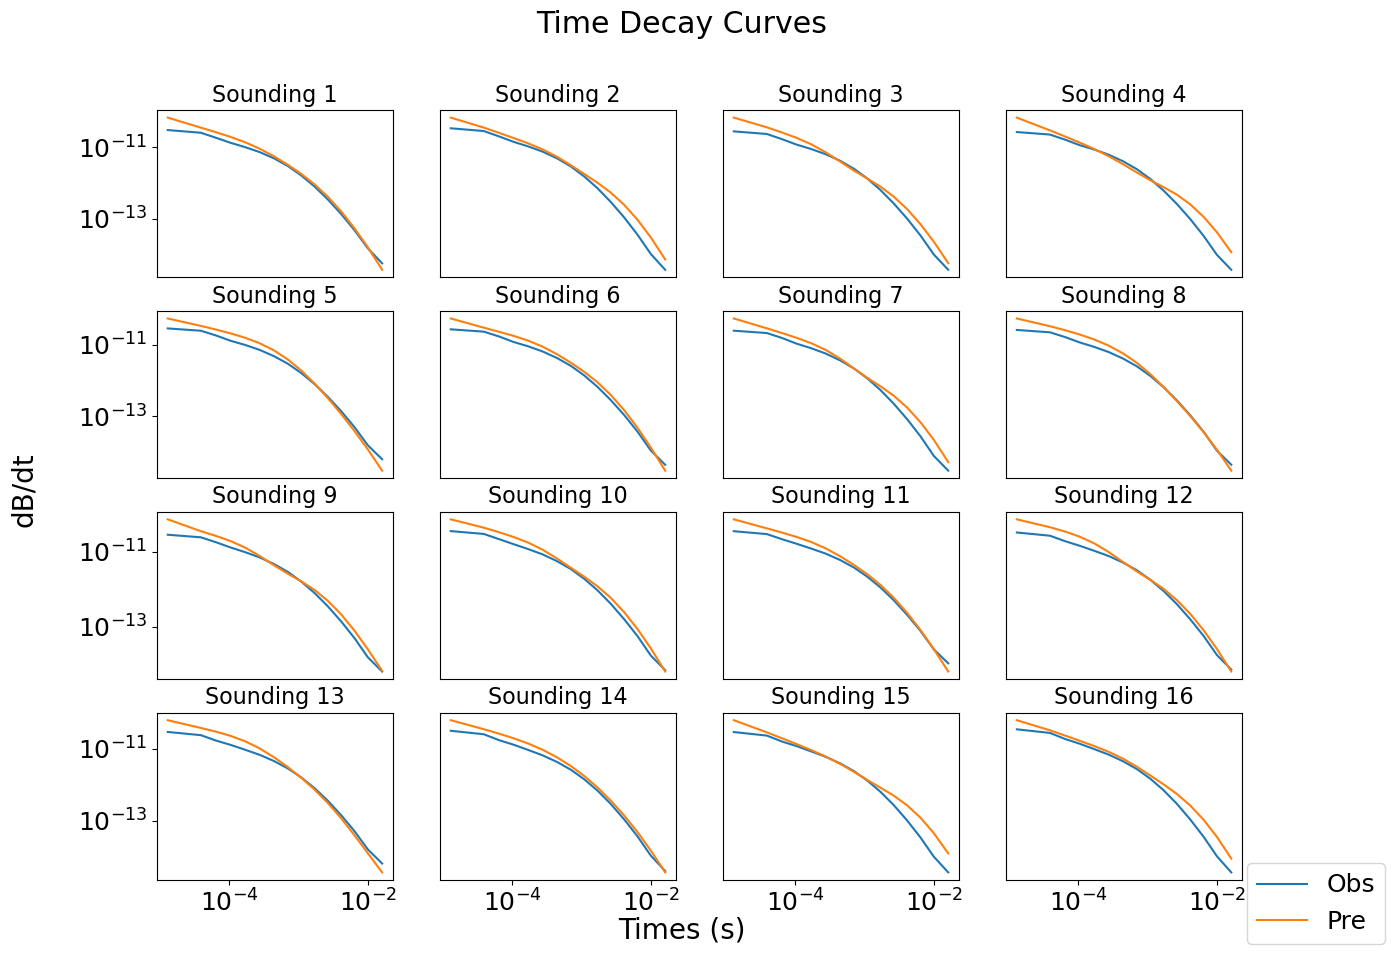 Time Decay Curves
Sounding 1
Sounding 2
Sounding 3
Sounding 4
10⁻¹¹
10⁻¹³
Sounding 5
Sounding 6
Sounding 7
Sounding 8
10⁻¹¹
10⁻¹³
dB/dt
Sounding 9
Sounding 10
Sounding 11
Sounding 12
10⁻¹¹
10⁻¹³
Sounding 13
Sounding 14
Sounding 15
Sounding 16
10⁻¹¹
10⁻¹³
10⁻⁴ 10⁻²
10⁻⁴ 10⁻²
10⁻⁴ 10⁻²
10⁻⁴ 10⁻²
Times (s)
Obs
Pre